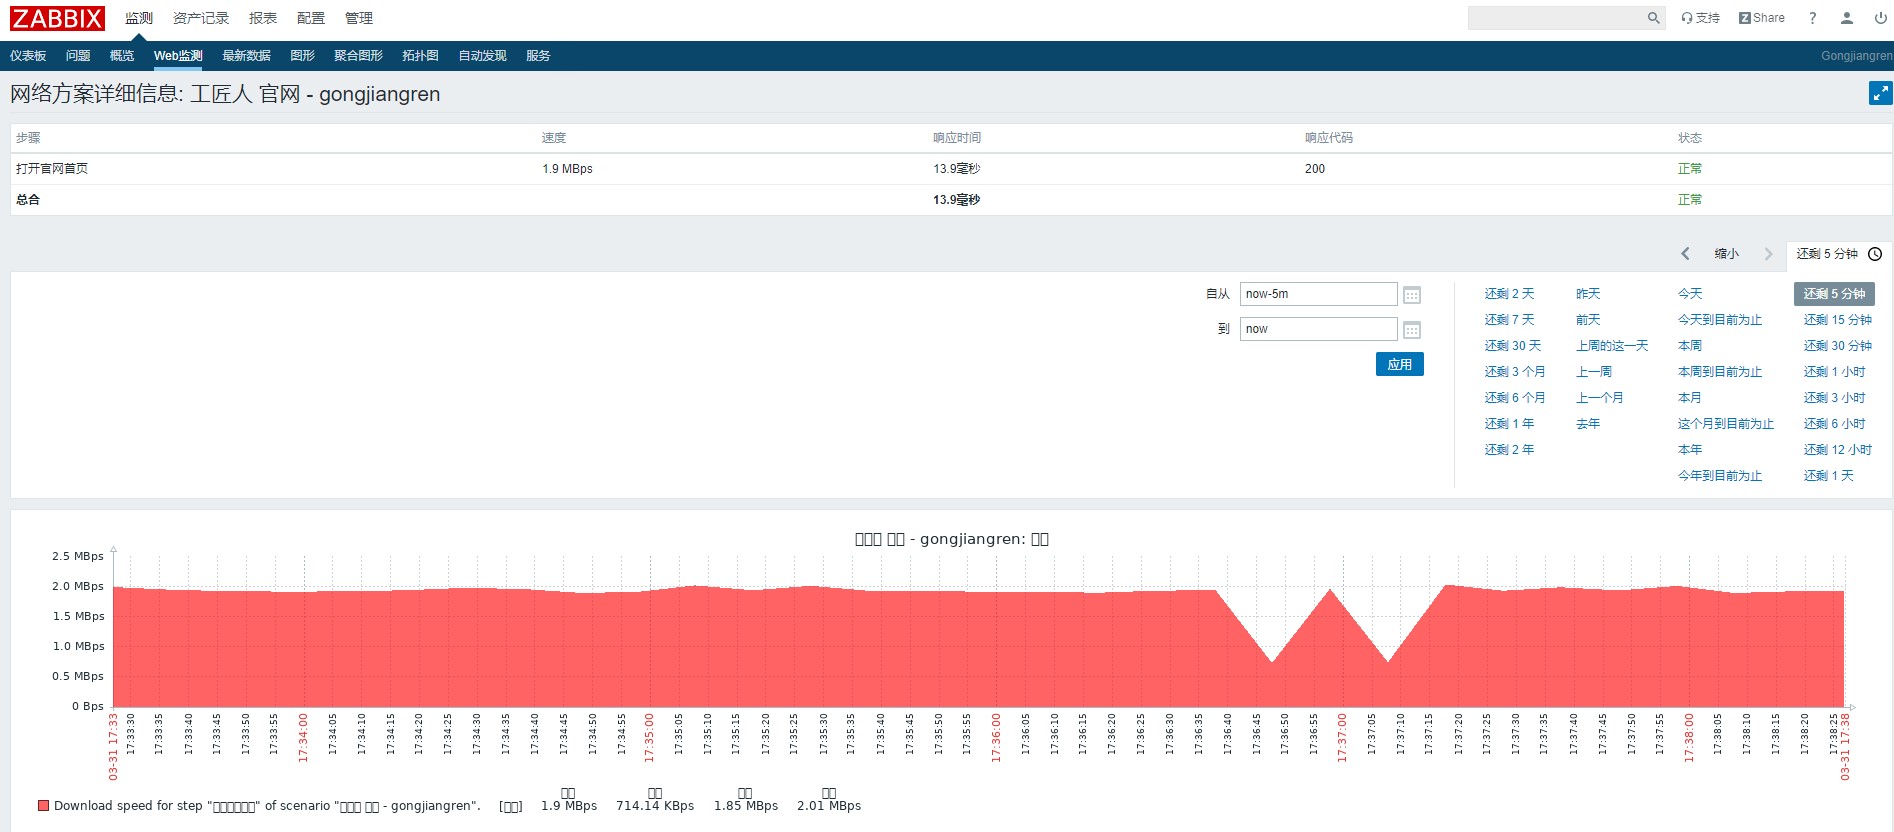 ZABBIX 监测 资产记录 报表 配置 管理 支持 Z Share ?
仪表板 问题 概览 Web监测 最新数据 图形 聚合图形 拓扑图 自动发现 服务 Gongjiangren
网络方案详细信息: 工匠人 官网 - gongjiangren
步骤 速度 响应时间 响应代码 状态
打开官网首页 1.9 MBps 13.9毫秒 200 正常
总合 13.9毫秒 正常
缩小 还剩 5 分钟
自从 now-5m
到 now
应用
还剩 2 天 昨天 今天 还剩 5 分钟
还剩 7 天 前天 今天到目前为止 还剩 15 分钟
还剩 30 天 上周的这一天 本周 还剩 30 分钟
还剩 3 个月 上一周 本周到目前为止 还剩 1 小时
还剩 6 个月 上一个月 本月 还剩 3 小时
还剩 1 年 去年 这个月到目前为止 还剩 6 小时
还剩 2 年 本年 还剩 12 小时
今年到目前为止 还剩 1 天
- gongjiangren:
2.5 MBps
2.0 MBps
1.5 MBps
1.0 MBps
0.5 MBps
0 Bps
03-31 17:33 17:33:30 17:33:35 17:33:40 17:33:45 17:33:50 17:33:55 17:34:00 17:34:05 17:34:10 17:34:15 17:34:20 17:34:25 17:34:30 17:34:35 17:34:40 17:34:45 17:34:50 17:34:55 17:35:00 17:35:05 17:35:10 17:35:15 17:35:20 17:35:25 17:35:30 17:35:35 17:35:40 17:35:45 17:35:50 17:35:55 17:36:00 17:36:05 17:36:10 17:36:15 17:36:20 17:36:25 17:36:30 17:36:35 17:36:40 17:36:45 17:36:50 17:36:55 17:37:00 17:37:05 17:37:10 17:37:15 17:37:20 17:37:25 17:37:30 17:37:35 17:37:40 17:37:45 17:37:50 17:37:55 17:38:00 17:38:05 17:38:10 17:38:15 17:38:20 17:38:25 03-31 17:38
Download speed for step "" of scenario " - gongjiangren". [] 1.9 MBps 714.14 KBps 1.85 MBps 2.01 MBps